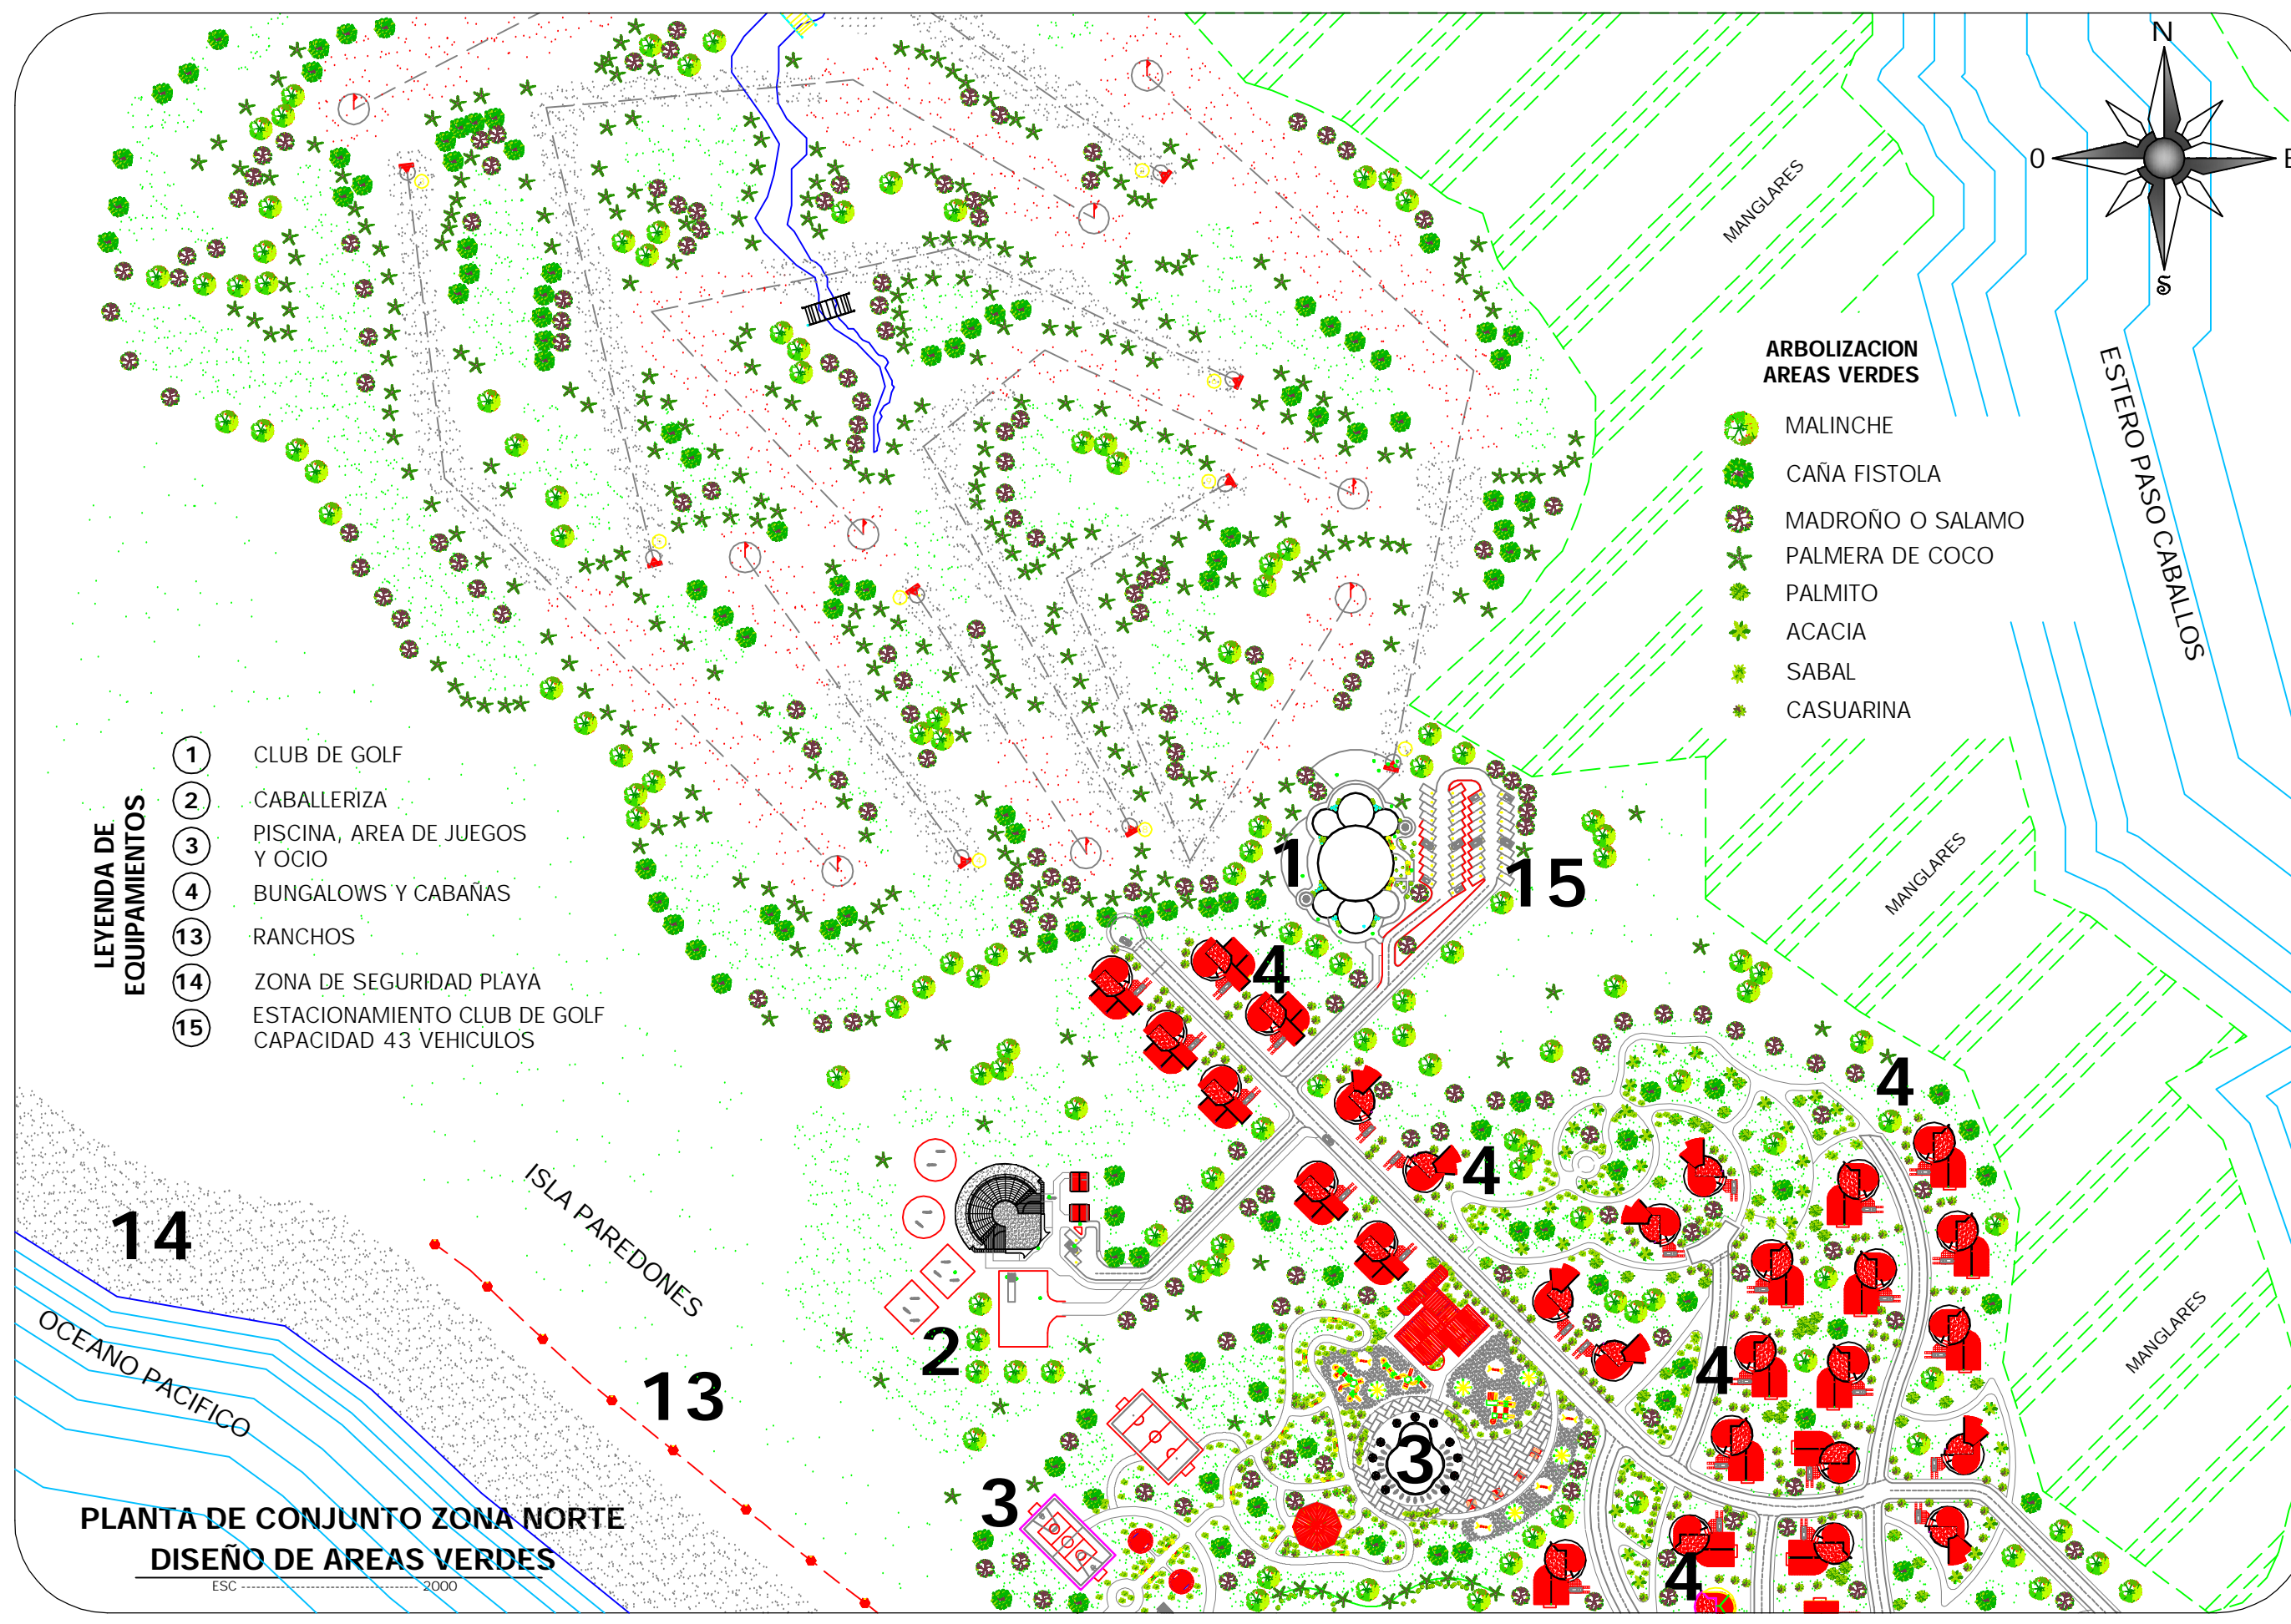 N
O
E
S
MANGLARES
ESTERO PASO CABALLOS
ARBOLIZACION
AREAS VERDES
MALINCHE
CAÑA FISTOLA
MADROÑO O SALAMO
PALMERA DE COCO
PALMITO
ACACIA
SABAL
CASUARINA
LEYENDA DE
EQUIPAMIENTOS
1 CLUB DE GOLF
2 CABALLERIZA
3 PISCINA, AREA DE JUEGOS
Y OCIO
4 BUNGALOWS Y CABAÑAS
13 RANCHOS
14 ZONA DE SEGURIDAD PLAYA
15 ESTACIONAMIENTO CLUB DE GOLF
CAPACIDAD 43 VEHICULOS
1
15
MANGLARES
4
4
4
14
ISLA PAREDONES
2
13
OCEANO PACIFICO
MANGLARES
4
3
3
4
PLANTA DE CONJUNTO ZONA NORTE
DISEÑO DE AREAS VERDES
ESC ------------------------------ 2000